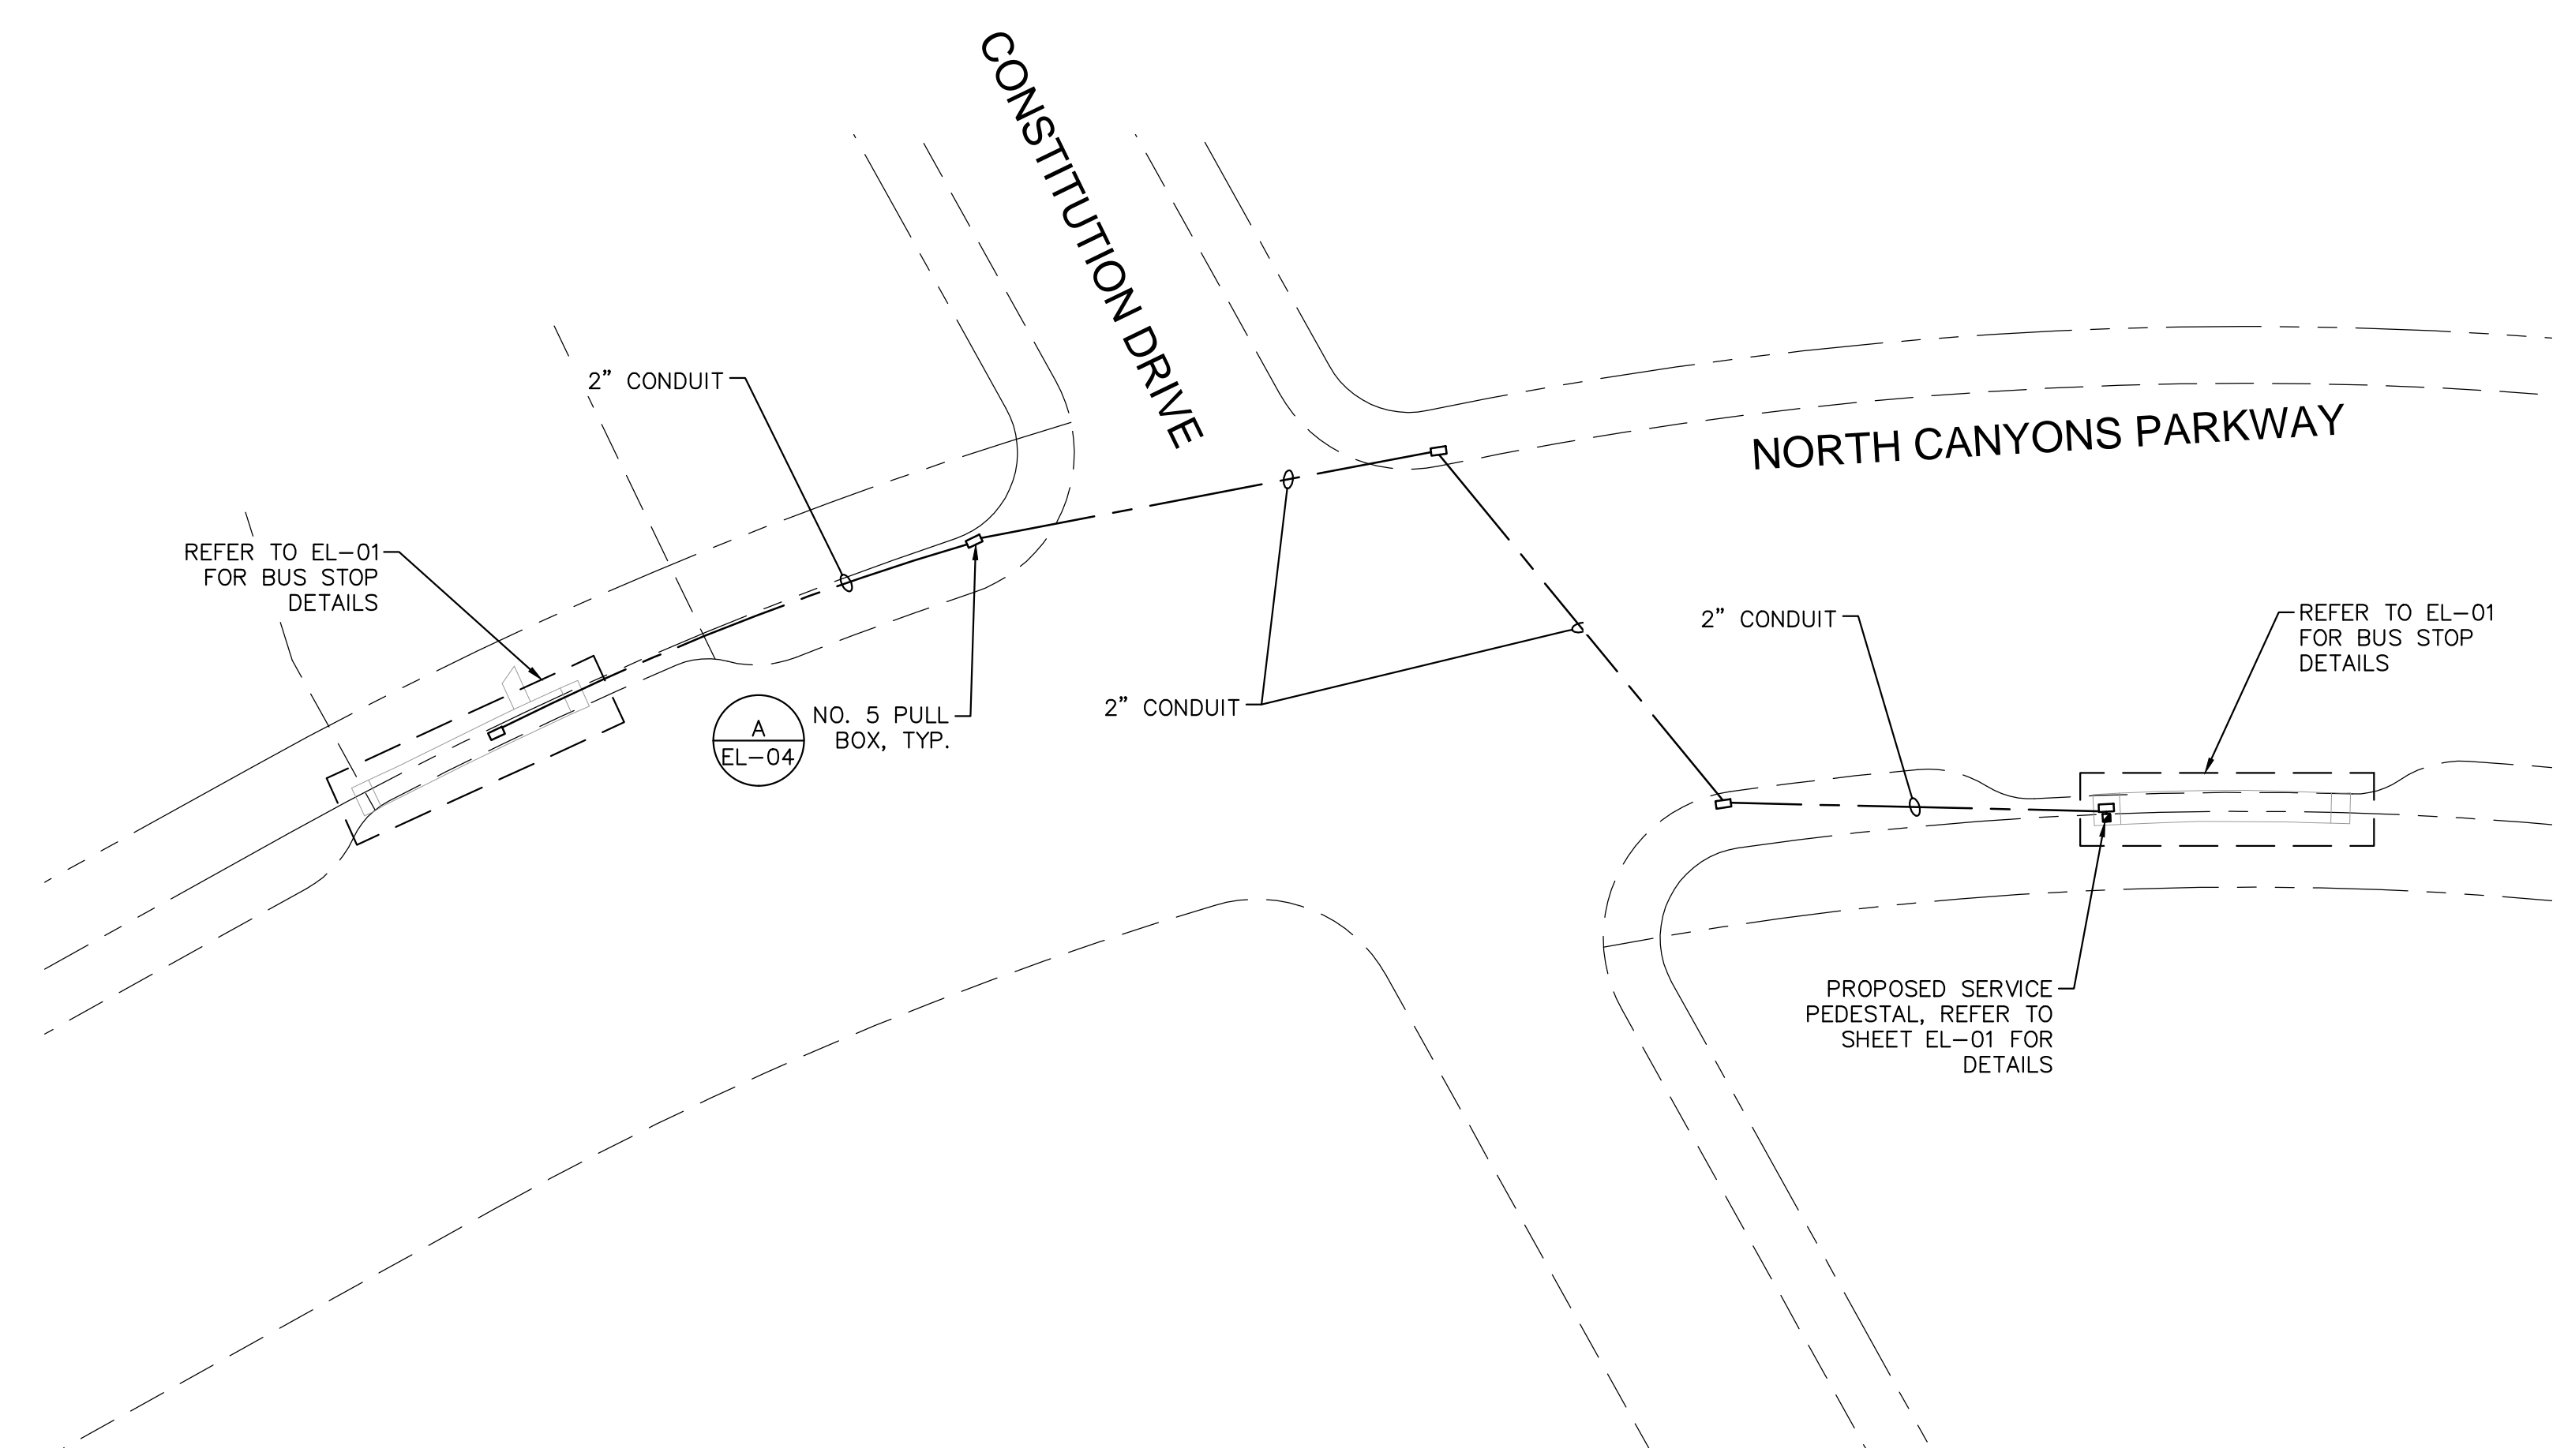 CONSTITUTION DRIVE
2” CONDUIT
NORTH CANYONS PARKWAY
REFER TO EL-01
FOR BUS STOP
DETAILS
2” CONDUIT
REFER TO EL-01
FOR BUS STOP
DETAILS
2” CONDUIT
NO. 5 PULL
BOX, TYP.
A
EL-04
PROPOSED SERVICE
PEDESTAL, REFER TO
SHEET EL-01 FOR
DETAILS